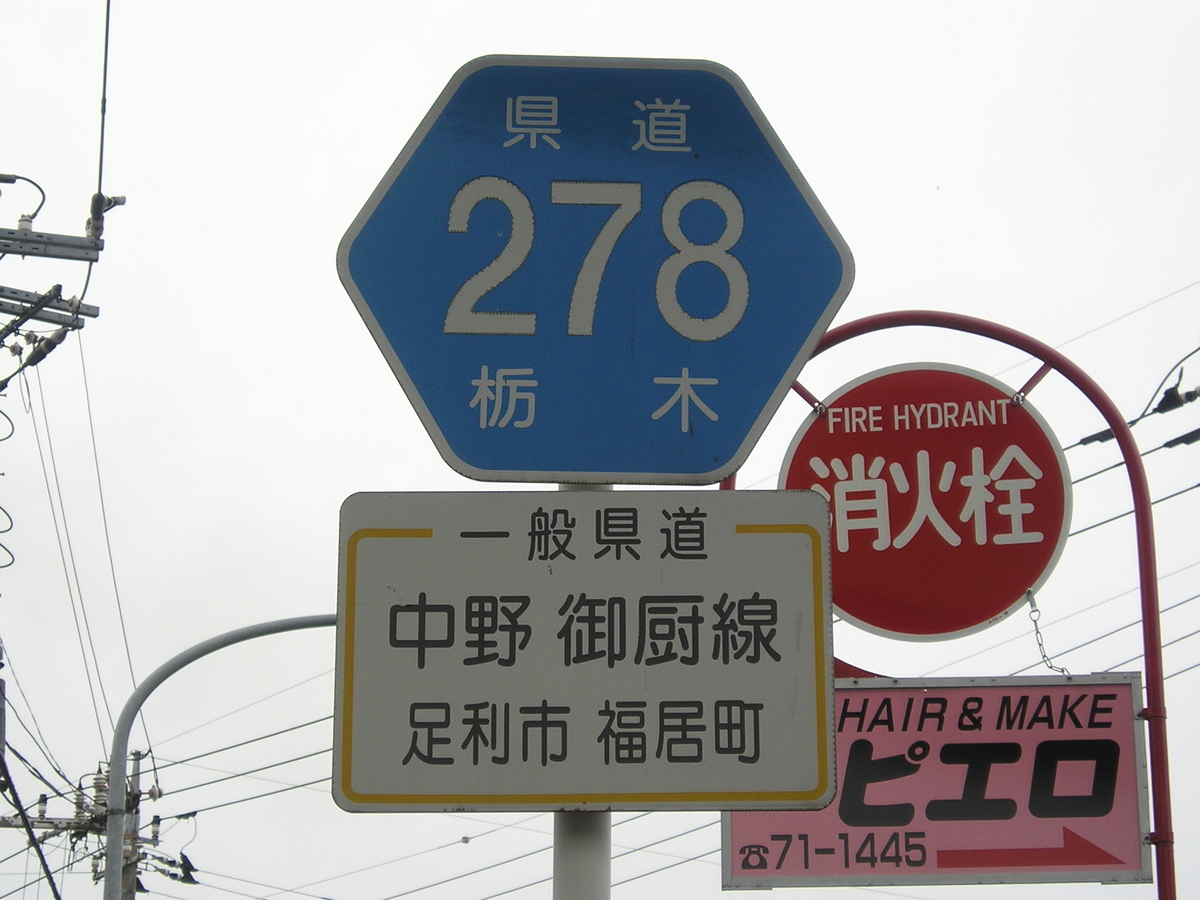 県道
278
栃木
一般県道
中野 御厨線
足利市 福居町
FIRE HYDRANT
消火栓
HAIR & MAKE
ピエロ
☎71-1445